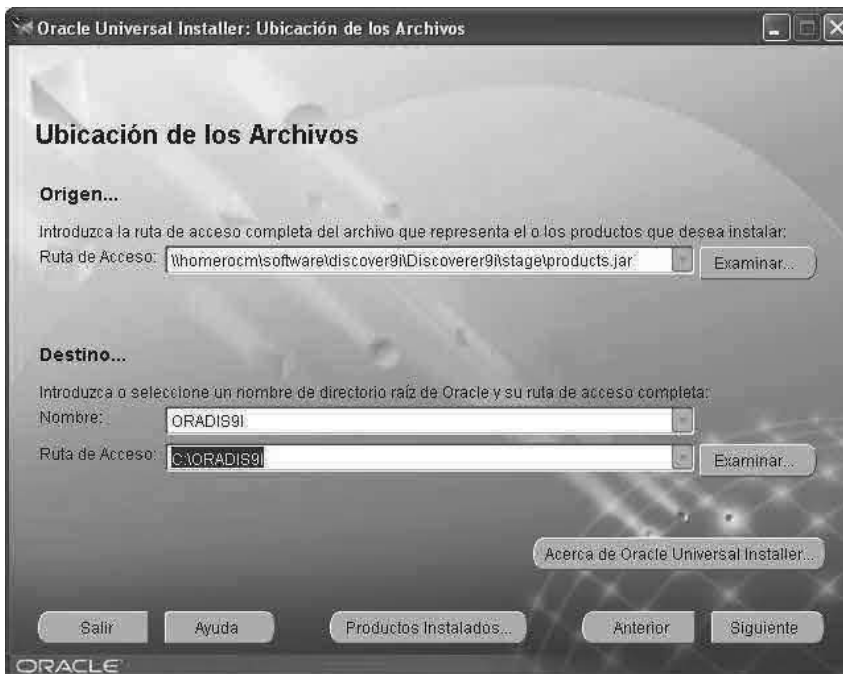 Oracle Universal Installer: Ubicación de los Archivos
Ubicación de los Archivos
Origen...
Introduzca la ruta de acceso completa del archivo que representa el o los productos que desea instalar:
Ruta de Acceso: \\homerocm\software\discover9i\Discoverer9i\stage\products.jar Examinar...
Destino...
Introduzca o seleccione un nombre de directorio raíz de Oracle y su ruta de acceso completa:
Nombre: ORADIS9I
Ruta de Acceso: C:\ORADIS9I Examinar...
Acerca de Oracle Universal Installer...
Salir Ayuda Productos Instalados... Anterior Siguiente
ORACLE